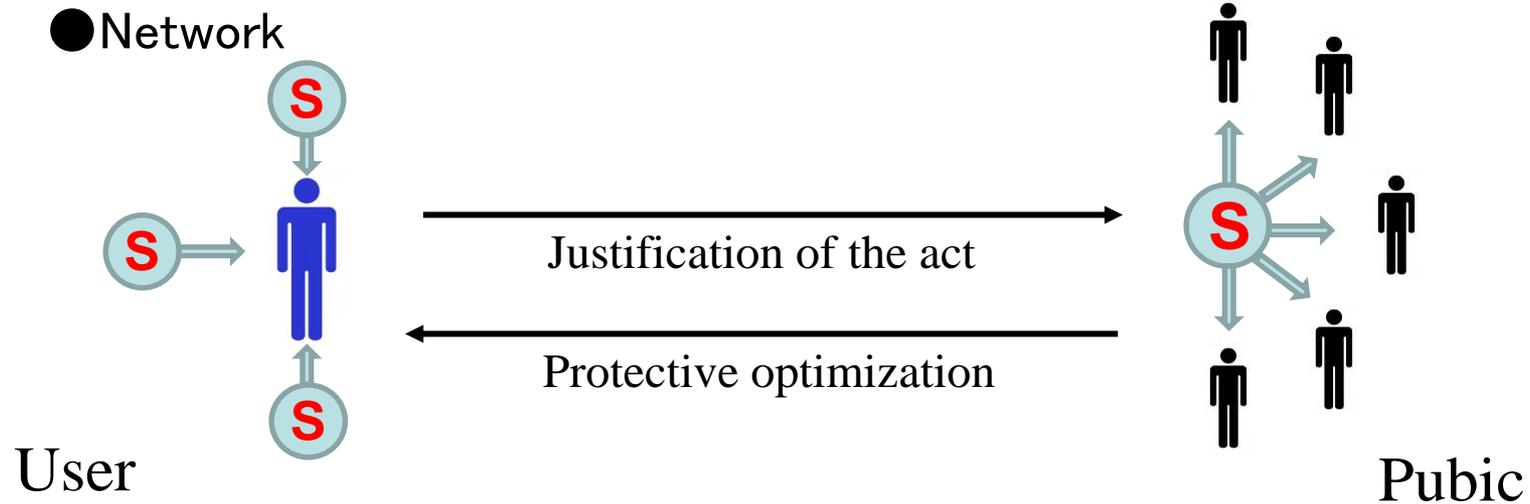 ●Network
S
S
S
S
Justification of the act
Protective optimization
User
Pubic